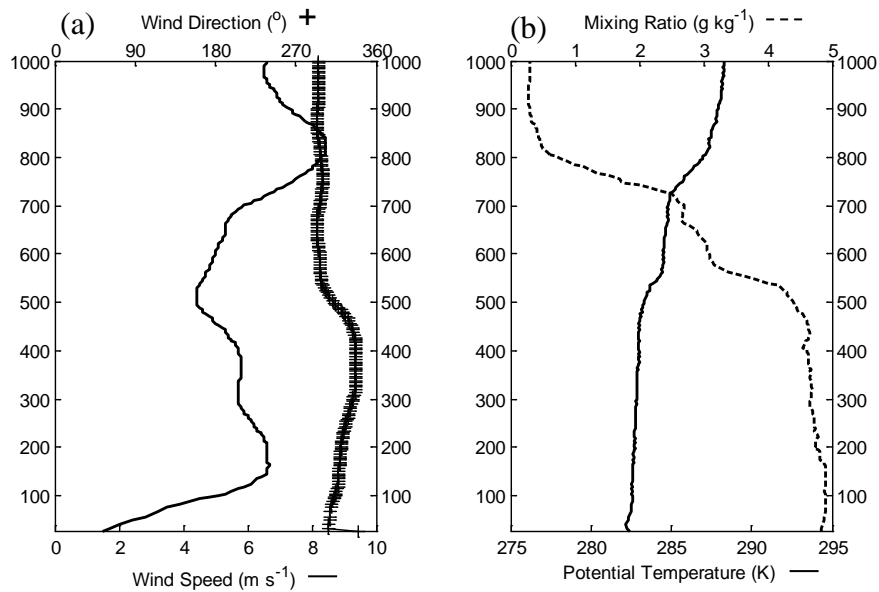 (a)
Wind Direction (o) +
0 90 180 270 360
1000 1000
900 900
800 800
700 700
600 600
500 500
400 400
300 300
200 200
100 100
0 2 4 6 8 10
Wind Speed (m s-1)
(b)
Mixing Ratio (g kg-1)
0 1 2 3 4 5
1000 1000
900 900
800 800
700 700
600 600
500 500
400 400
300 300
200 200
100 100
275 280 285 290 295
Potential Temperature (K)